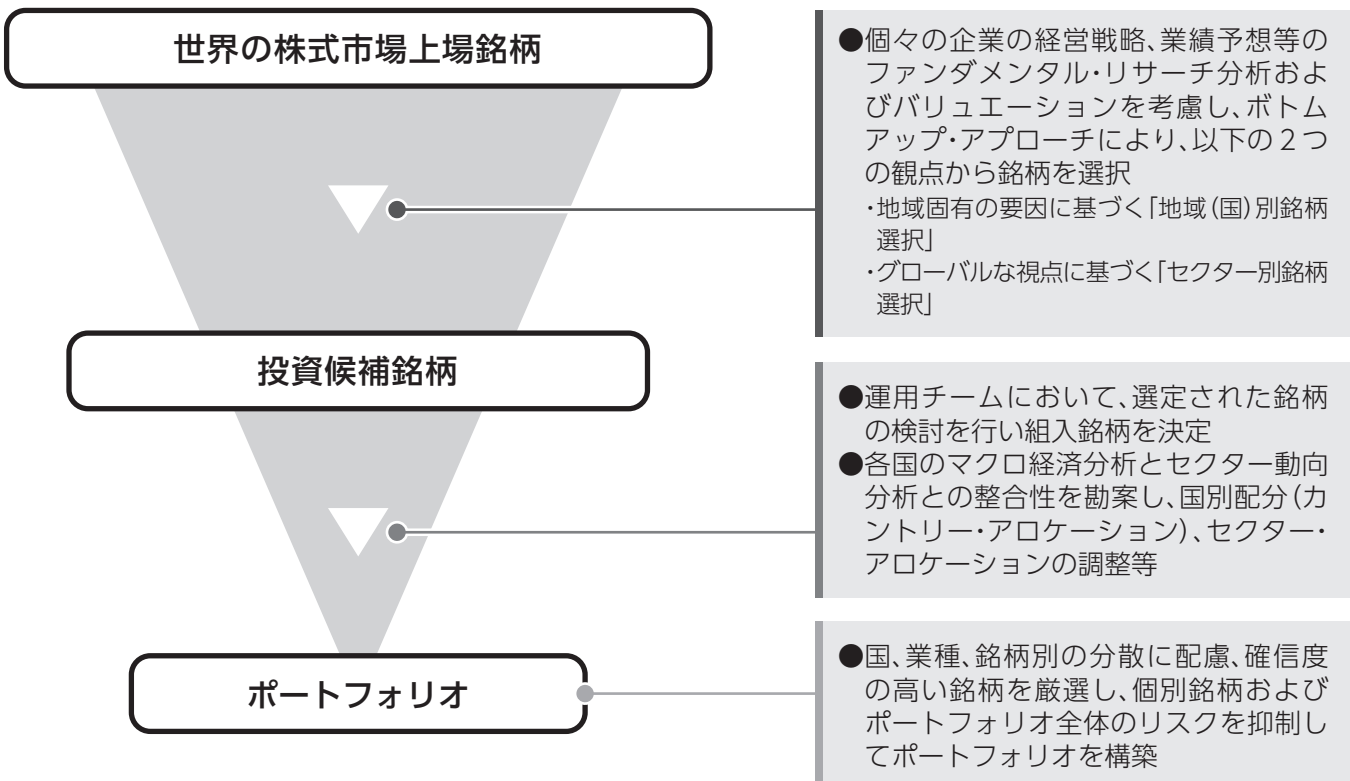 世界の株式市場上場銘柄
●個々の企業の経営戦略、業績予想等の
ファンダメンタル・リサーチ分析およ
びバリュエーションを考慮し、ボトム
アップ・アプローチにより、以下の2つ
の観点から銘柄を選択
・地域固有の要因に基づく「地域(国)別銘柄
選択」
・グローバルな視点に基づく「セクター別銘柄
選択」
投資候補銘柄
●運用チームにおいて、選定された銘柄
の検討を行い組入銘柄を決定
●各国のマクロ経済分析とセクター動向
分析との整合性を勘案し、国別配分(カ
ントリー・アロケーション)、セクター・
アロケーションの調整等
ポートフォリオ
●国、業種、銘柄別の分散に配慮、確信度
の高い銘柄を厳選し、個別銘柄および
ポートフォリオ全体のリスクを抑制し
てポートフォリオを構築